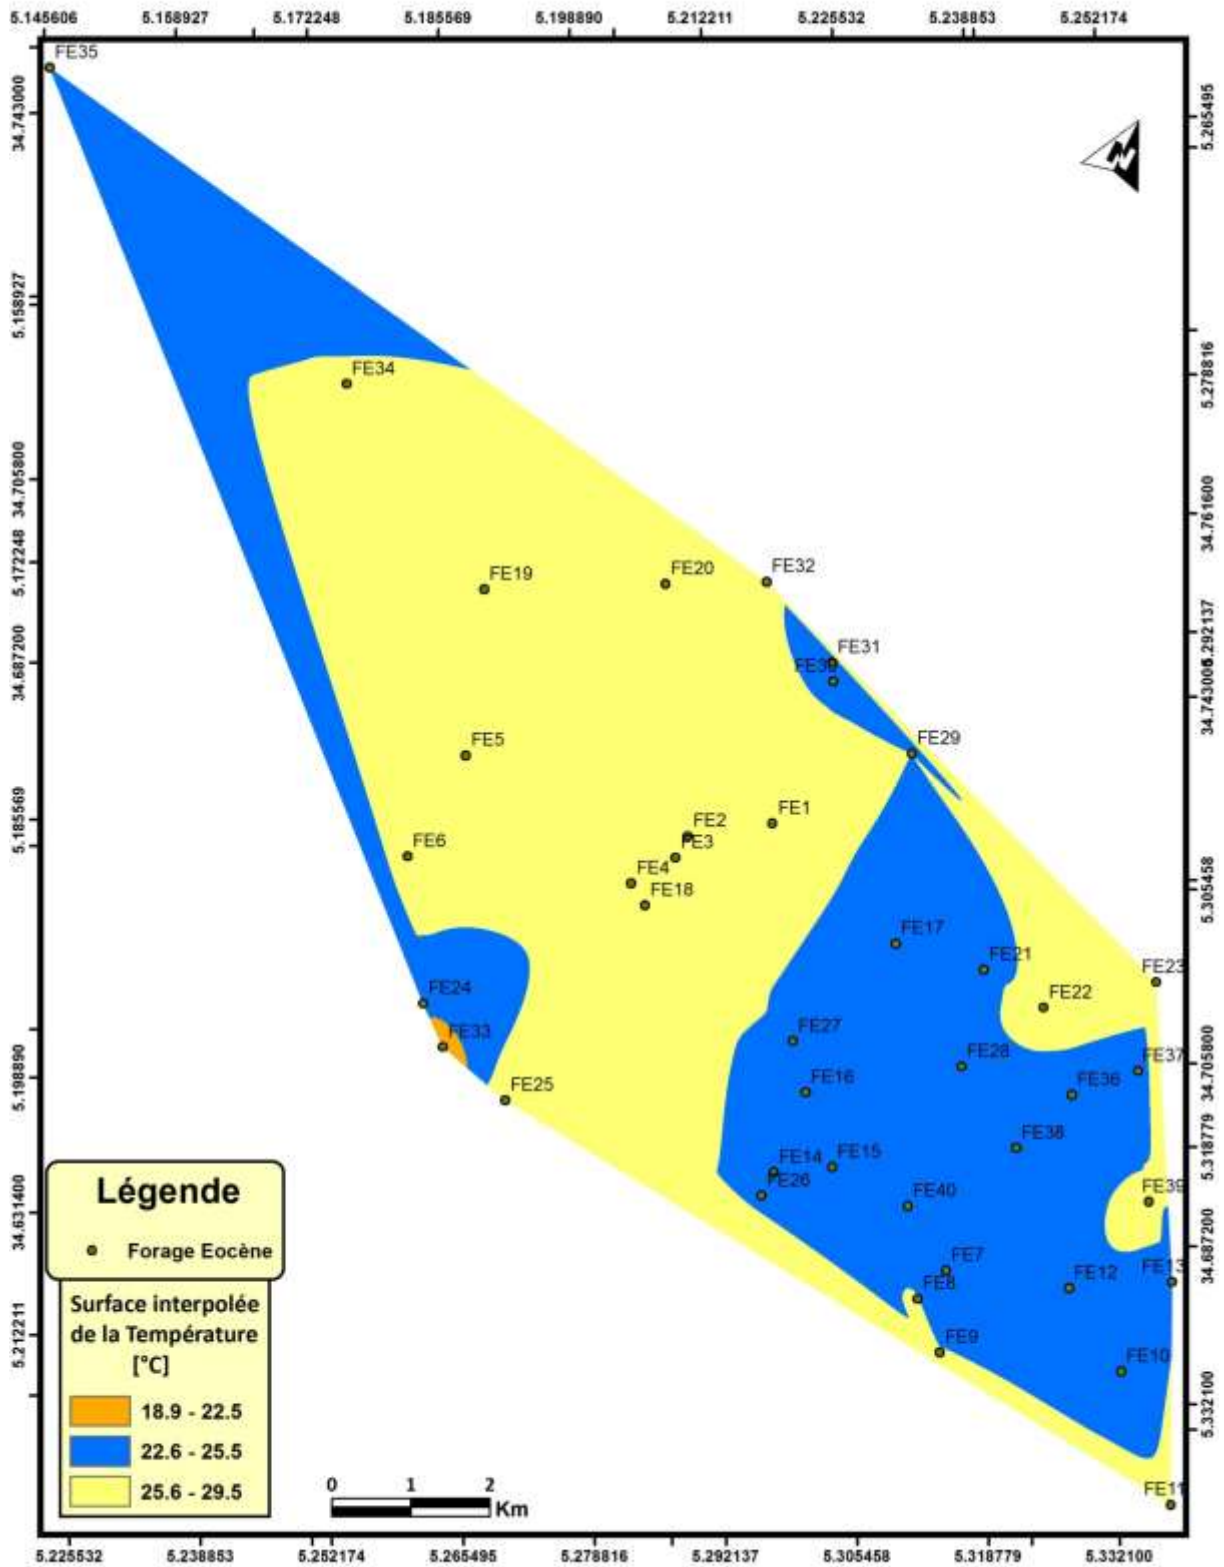 5.145606 5.158927 5.172248 5.185569 5.198890 5.212211 5.225532 5.238853 5.252174
FE35
34.743000
5.265495
N
5.158927
5.278816
FE34
34.705800
34.761600
5.172248
FE19
FE20
FE32
5.292137
34.687200
FE31
34.743000
FE29
FE5
5.185569
FE1
FE2
FE6
FE3
FE4
FE18
5.305458
FE17
FE21
FE23
FE24
FE22
FE33
FE27
FE28
FE37
34.705800
5.198890
FE25
FE16
FE36
FE38
5.318779
FE14
FE15
FE26
FE40
FE39
Légende
34.631400
34.687200
Forage Eocène
FE7
FE12
FE13
FE8
Surface interpolée
de la Température
[°C]
5.212211
FE9
FE10
5.332100
18.9 - 22.5
22.6 - 25.5
25.6 - 29.5
0 1 2
Km
FE11
5.225532 5.238853 5.252174 5.265495 5.278816 5.292137 5.305458 5.318779 5.332100